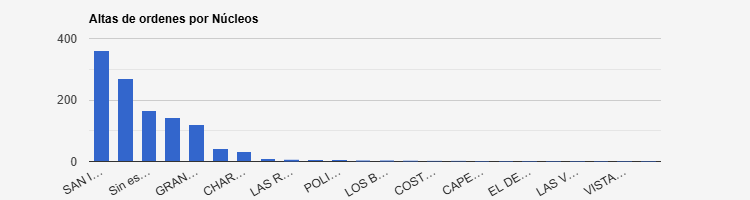 Altas de ordenes por Núcleos
400
200
0
SAN I…
Sin es…
GRAN…
CHAR…
LAS R…
POLI…
LOS B…
COST…
CAPE…
EL DE…
LAS V…
VISTA…